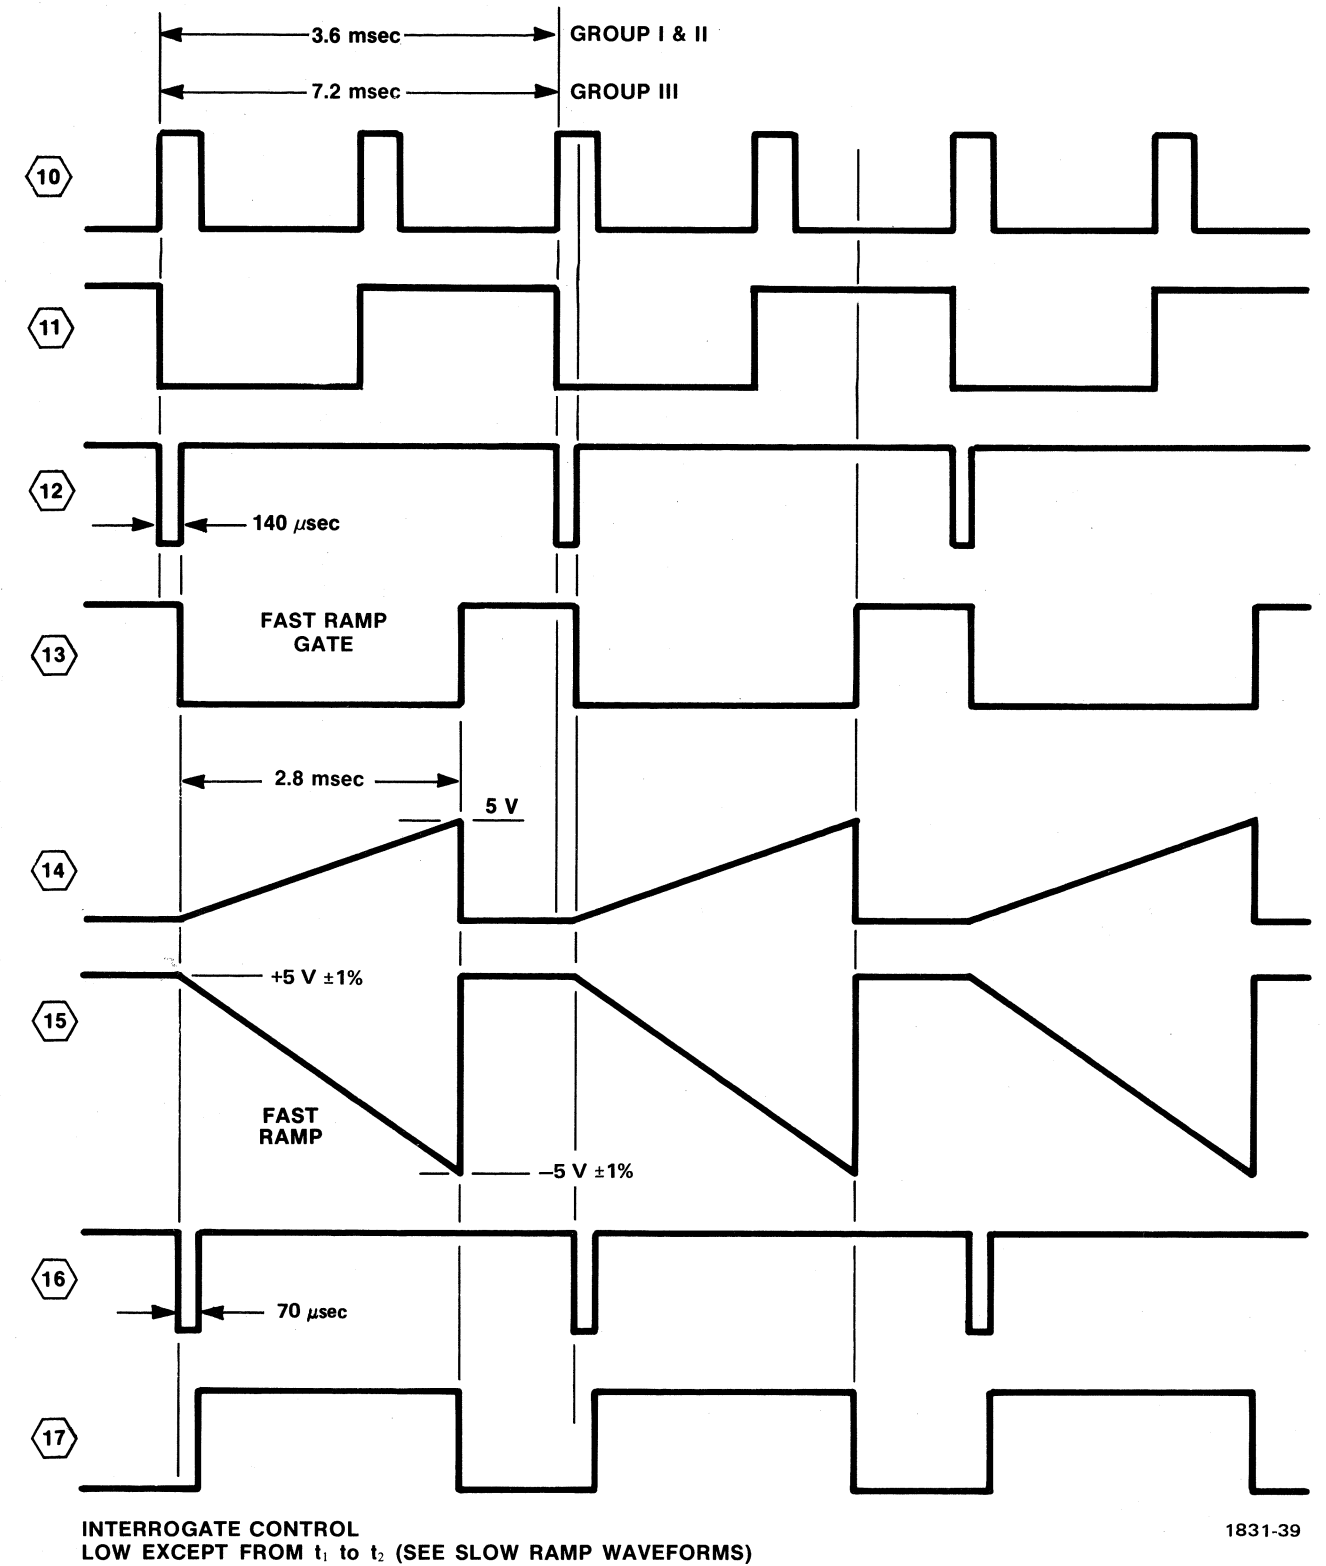 3.6 msec GROUP I & II
7.2 msec GROUP III
10
11
12
140 μsec
13
FAST RAMP
GATE
2.8 msec
5 V
14
+5 V ±1%
15
FAST
RAMP
−5 V ±1%
16
70 μsec
17
INTERROGATE CONTROL
LOW EXCEPT FROM t₁ to t₂ (SEE SLOW RAMP WAVEFORMS)
1831-39